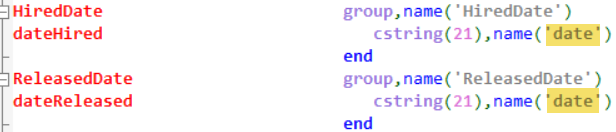 HiredDate group,name('HiredDate')
dateHired cstring(21),name('date')
end
ReleasedDate group,name('ReleasedDate')
dateReleased cstring(21),name('date')
end